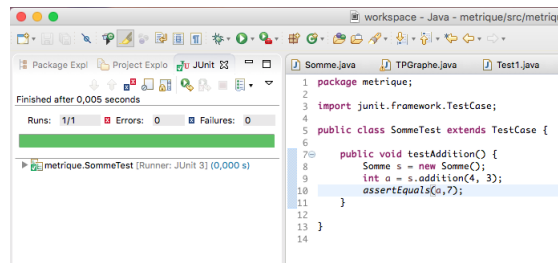 workspace - Java - metrique/src/metriqu
Package Expl
Project Explo
JUnit
Finished after 0,005 seconds
Runs: 1/1 Errors: 0 Failures: 0
metrique.SommeTest [Runner: JUnit 3] (0,000 s)
Somme.java
TPGraphe.java
Test1.java
1 package metrique;
2
3 import junit.framework.TestCase;
4
5 public class SommeTest extends TestCase {
6
7 public void testAddition() {
8 Somme s = new Somme();
9 int a = s.addition(4, 3);
10 assertEquals(a,7);
11 }
12
13 }
14